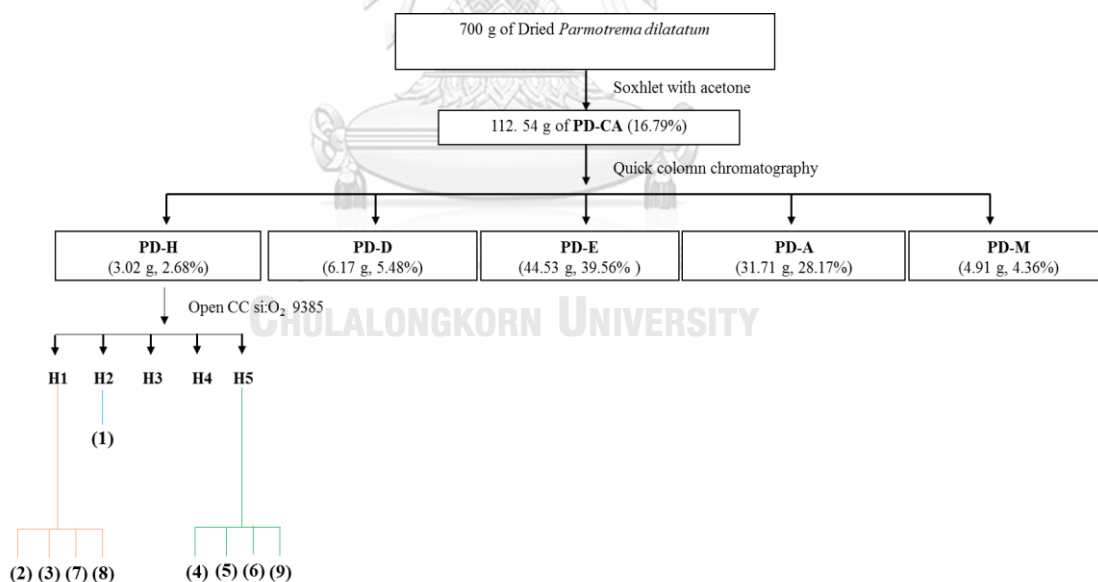 700 g of Dried Parmotrema dilatatum
Soxhlet with acetone
112. 54 g of PD-CA (16.79%)
Quick colomn chromatography
PD-H
(3.02 g, 2.68%)
PD-D
(6.17 g, 5.48%)
PD-E
(44.53 g, 39.56% )
PD-A
(31.71 g, 28.17%)
PD-M
(4.91 g, 4.36%)
Open CC si:O₂ 9385
CHULALONGKORN UNIVERSITY
H1 H2 H3 H4 H5
(1)
(2) (3) (7) (8) (4) (5) (6) (9)